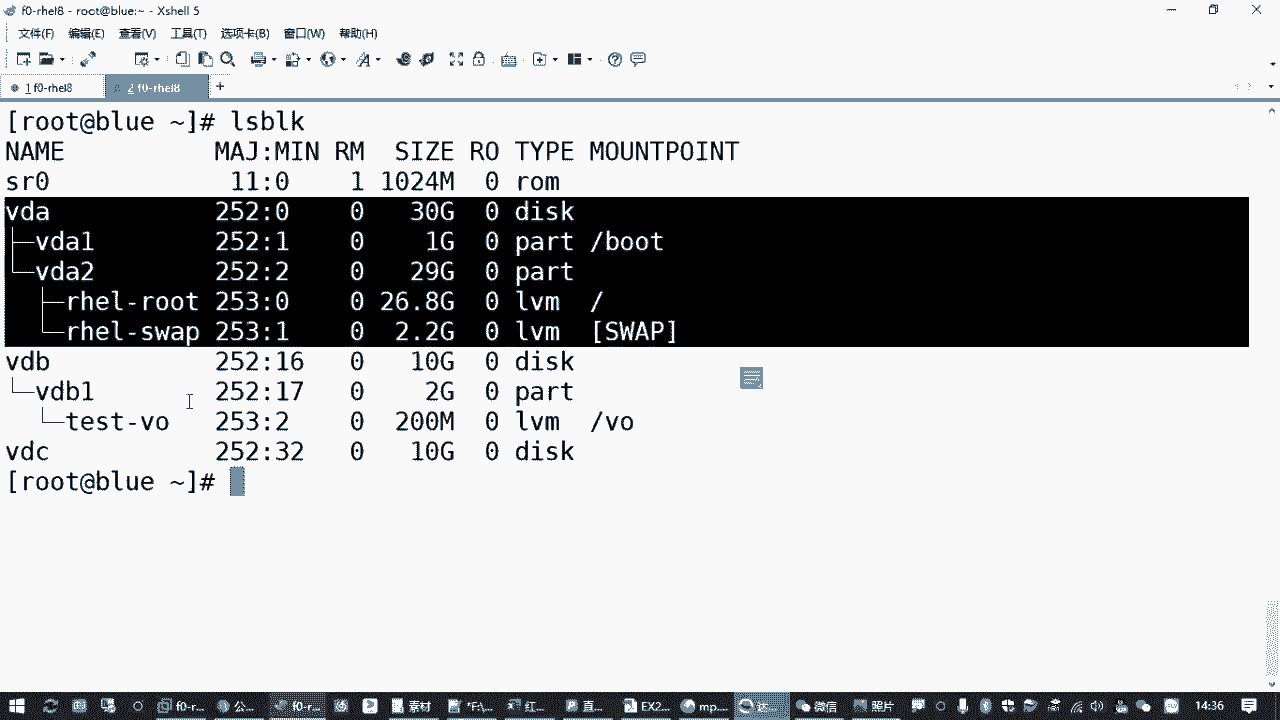 f0-rhel8 - root@blue:~ - Xshell 5
文件(F) 编辑(E) 查看(V) 工具(T) 选项卡(B) 窗口(W) 帮助(H)
1 f0-rhel8 2 f0-rhel8 +
[root@blue ~]# lsblk
NAME MAJ:MIN RM SIZE RO TYPE MOUNTPOINT
sr0 11:0 1 1024M 0 rom
vda 252:0 0 30G 0 disk
├─vda1 252:1 0 1G 0 part /boot
└─vda2 252:2 0 29G 0 part
├─rhel-root 253:0 0 26.8G 0 lvm /
└─rhel-swap 253:1 0 2.2G 0 lvm [SWAP]
vdb 252:16 0 10G 0 disk
└─vdb1 252:17 0 2G 0 part
└─test-vo 253:2 0 200M 0 lvm /vo
vdc 252:32 0 10G 0 disk
[root@blue ~]#
f0-r... 公... f0-r... 素材 *F:\... 红... 直... EX2... mp... 达... 微信 照片 14:36